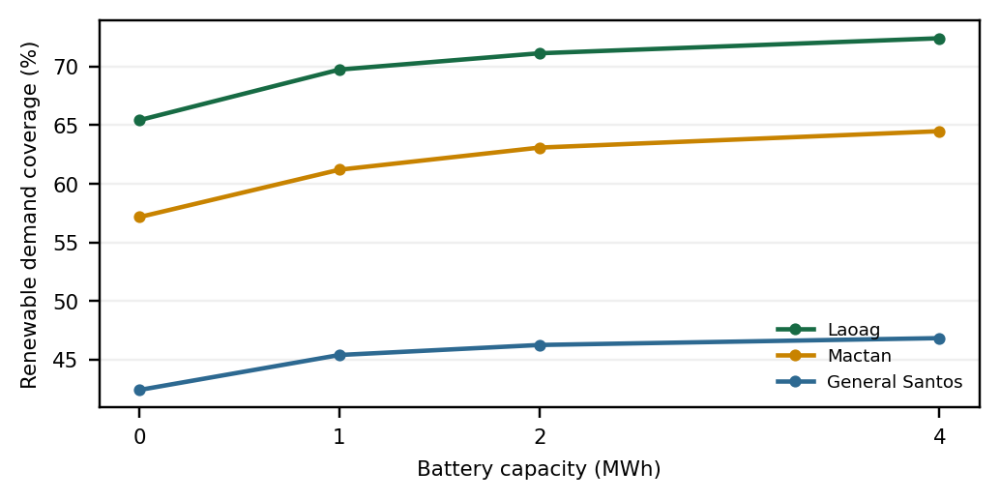 Renewable demand coverage (%)
70
65
60
55
50
45
Laoag
Mactan
General Santos
0 1 2 4
Battery capacity (MWh)